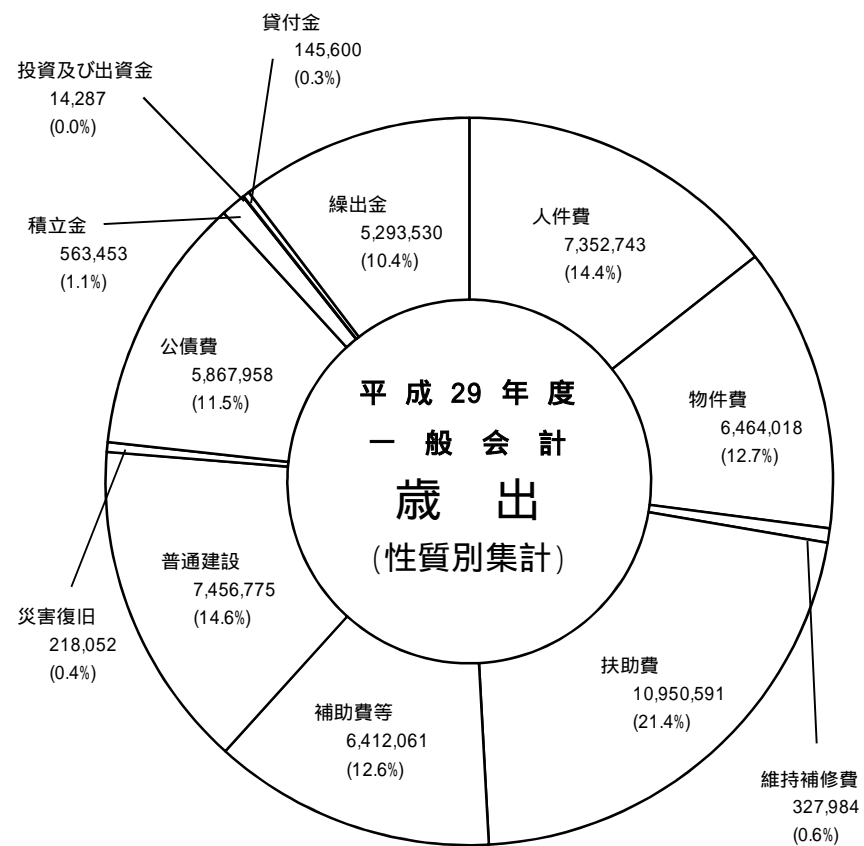 貸付金
145,600
(0.3%)
投資及び出資金
14,287
(0.0%)
積立金
563,453
(1.1%)
繰出金
5,293,530
(10.4%)
人件費
7,352,743
(14.4%)
公債費
5,867,958
(11.5%)
物件費
6,464,018
(12.7%)
平成29年度
一般会計
歳出
(性質別集計)
普通建設
7,456,775
(14.6%)
災害復旧
218,052
(0.4%)
扶助費
10,950,591
(21.4%)
補助費等
6,412,061
(12.6%)
維持補修費
327,984
(0.6%)